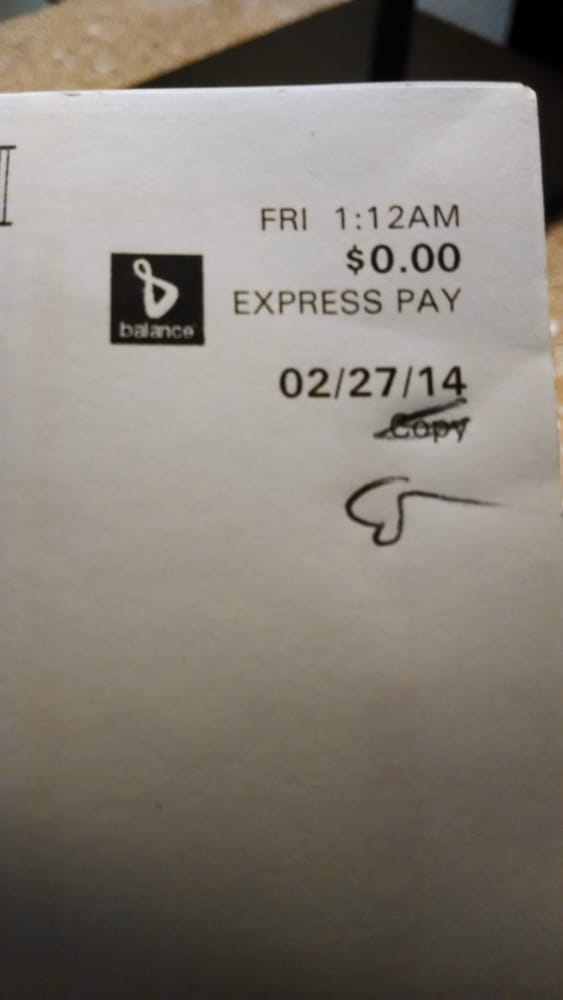 FRI 1:12AM
$0.00
balance
EXPRESS PAY
02/27/14
Copy